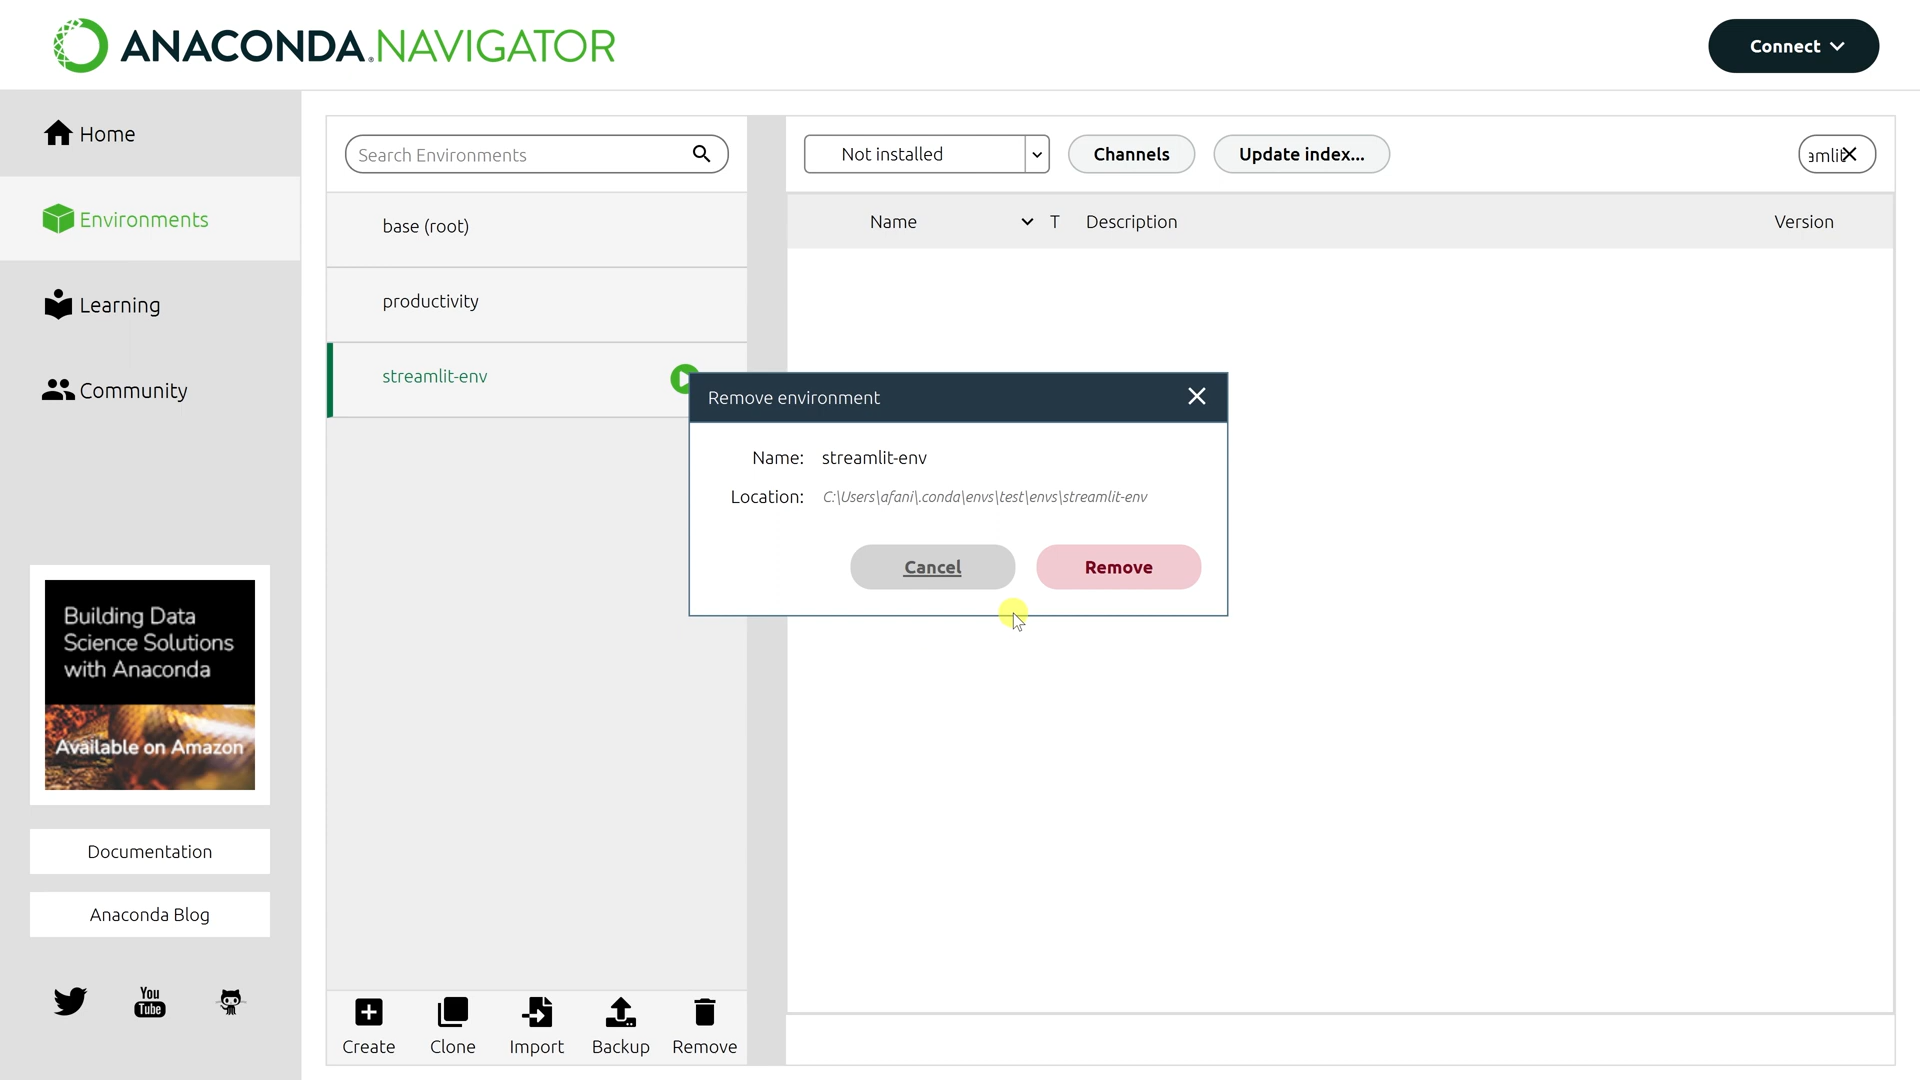 ANACONDA.NAVIGATOR
Connect
Home
Environments
Learning
Community
Building Data
Science Solutions
with Anaconda
Available on Amazon
Documentation
Anaconda Blog
You
Tube
Search Environments
base (root)
productivity
streamlit-env
Create
Clone
Import
Backup
Remove
Not installed
Channels
Update index...
amlit
Name
T
Description
Version
Remove environment
Name: streamlit-env
Location: C:\Users\afani\.conda\envs\test\envs\streamlit-env
Cancel
Remove